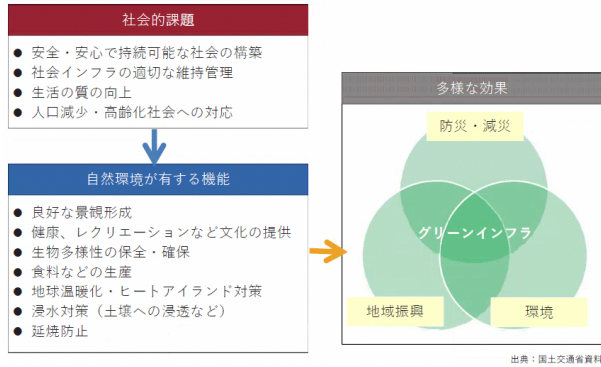 社会的課題
● 安全・安心で持続可能な社会の構築
● 社会インフラの適切な維持管理
● 生活の質の向上
● 人口減少・高齢化社会への対応
自然環境が有する機能
● 良好な景観形成
● 健康、レクリエーションなど文化の提供
● 生物多様性の保全・確保
● 食料などの生産
● 地球温暖化・ヒートアイランド対策
● 浸水対策（土壌への浸透など）
● 延焼防止
多様な効果
防災・減災
グリーンインフラ
地域振興
環境
出典：国土交通省資料